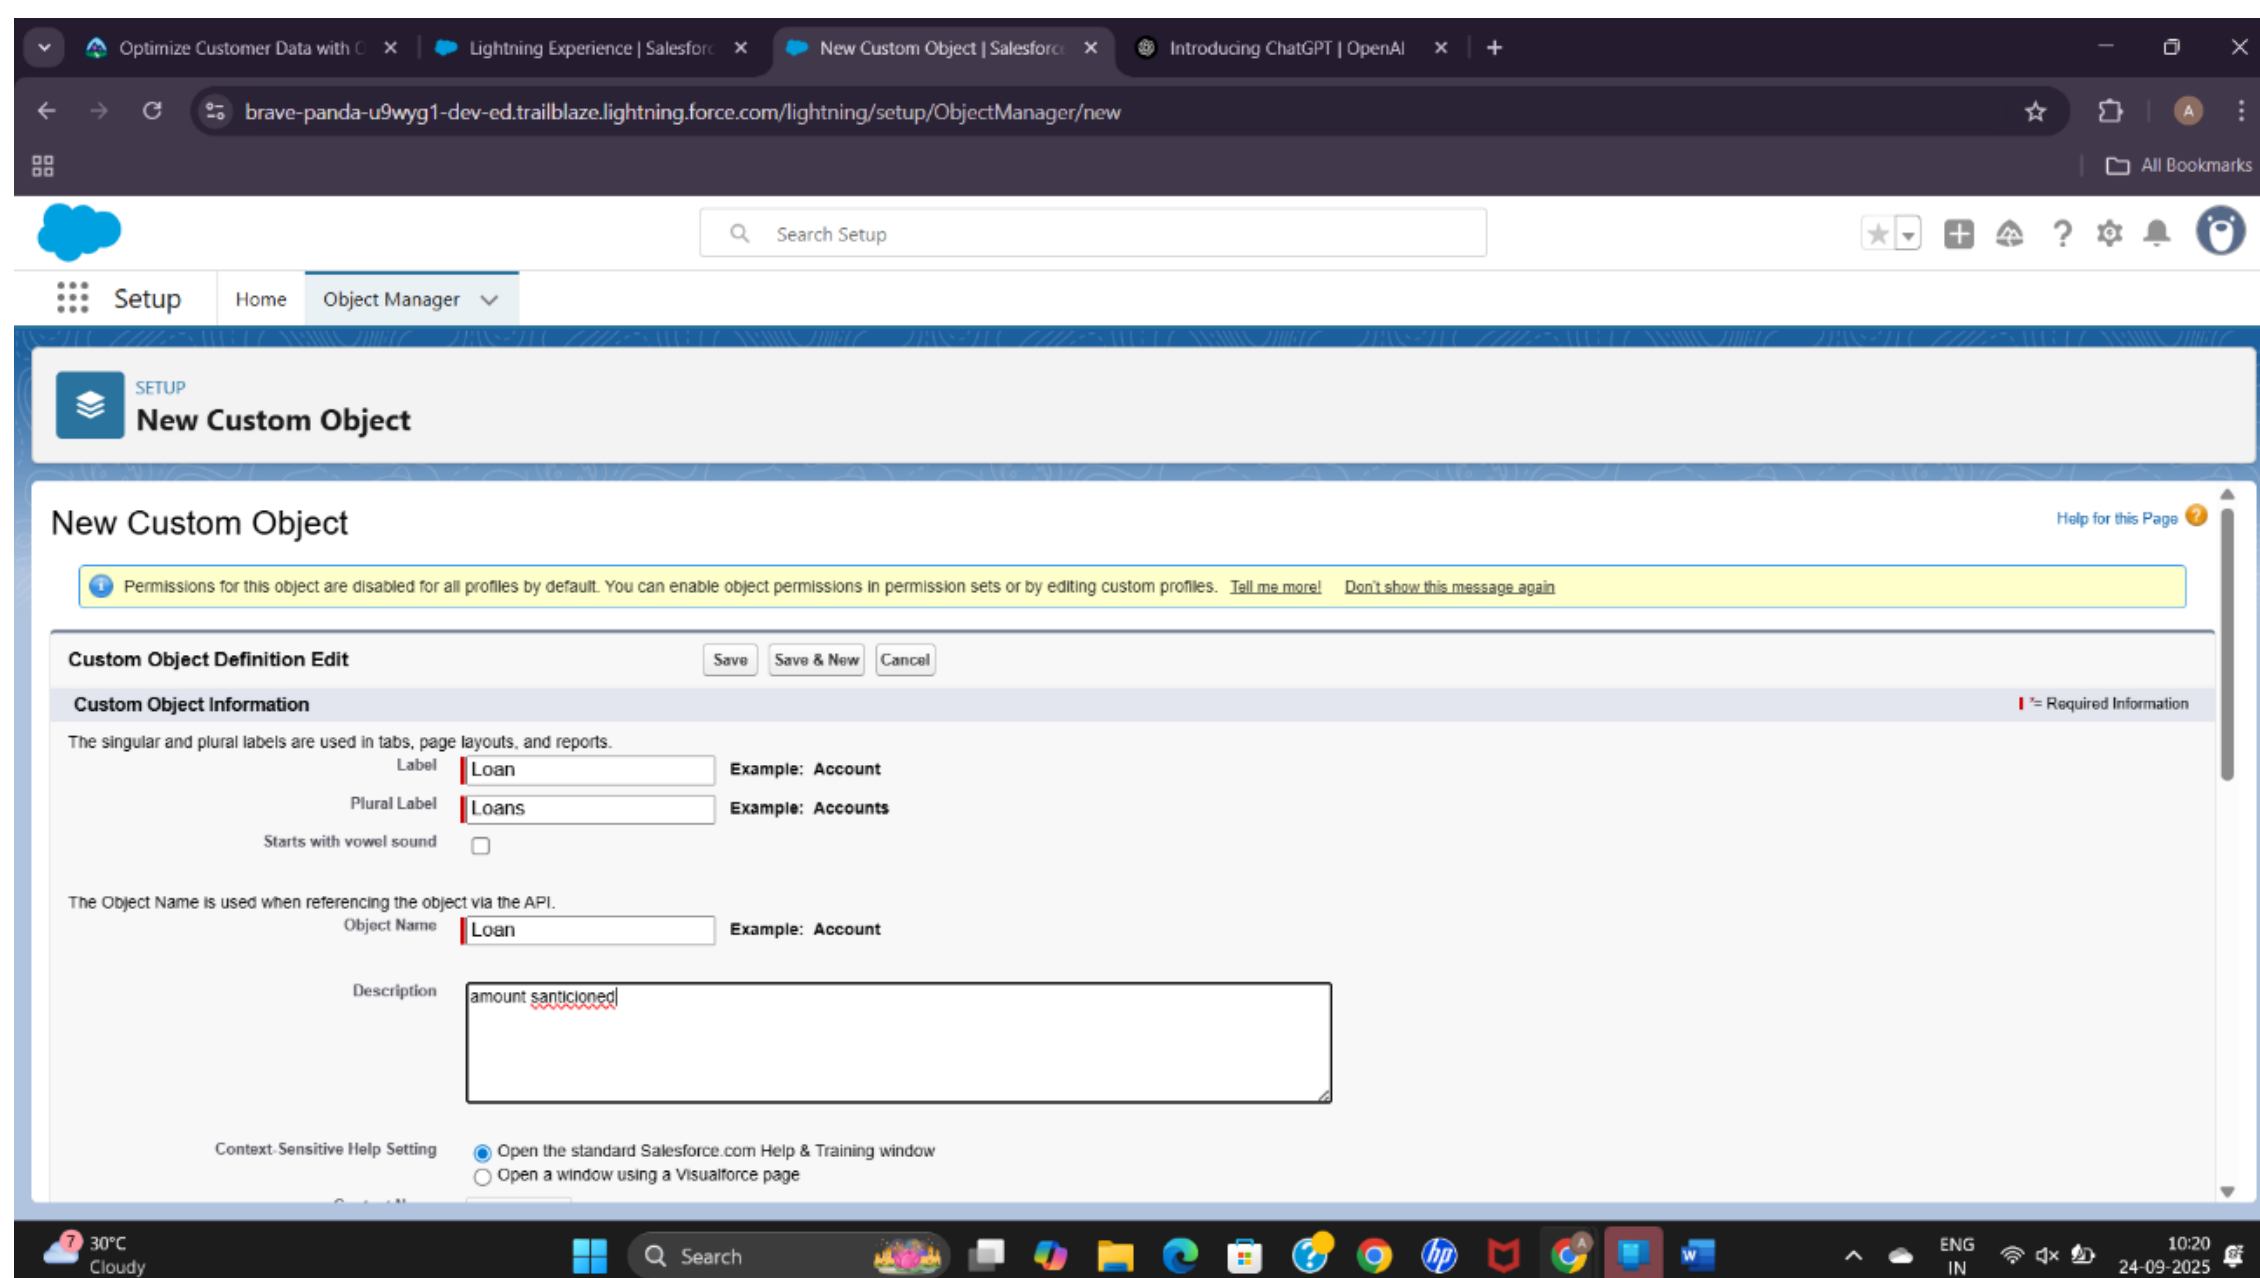 Optimize Customer Data with
Lightning Experience | Salesforc
New Custom Object | Salesforce
Introducing ChatGPT | OpenAI
brave-panda-u9wyg1-dev-ed.trailblaze.lightning.force.com/lightning/setup/ObjectManager/new
A
All Bookmarks
Search Setup
Setup
Home
Object Manager
SETUP
New Custom Object
New Custom Object
Help for this Page
Permissions for this object are disabled for all profiles by default. You can enable object permissions in permission sets or by editing custom profiles. Tell me more! Don't show this message again
Custom Object Definition Edit
Save
Save & New
Cancel
Custom Object Information
*= Required Information
The singular and plural labels are used in tabs, page layouts, and reports.
Label Loan Example: Account
Plural Label Loans Example: Accounts
Starts with vowel sound
The Object Name is used when referencing the object via the API.
Object Name Loan Example: Account
Description amount santicioned
Context-Sensitive Help Setting Open the standard Salesforce.com Help & Training window
Open a window using a Visualforce page
7
30°C
Cloudy
Search
hp
A
W
ENG
IN
10:20
24-09-2025